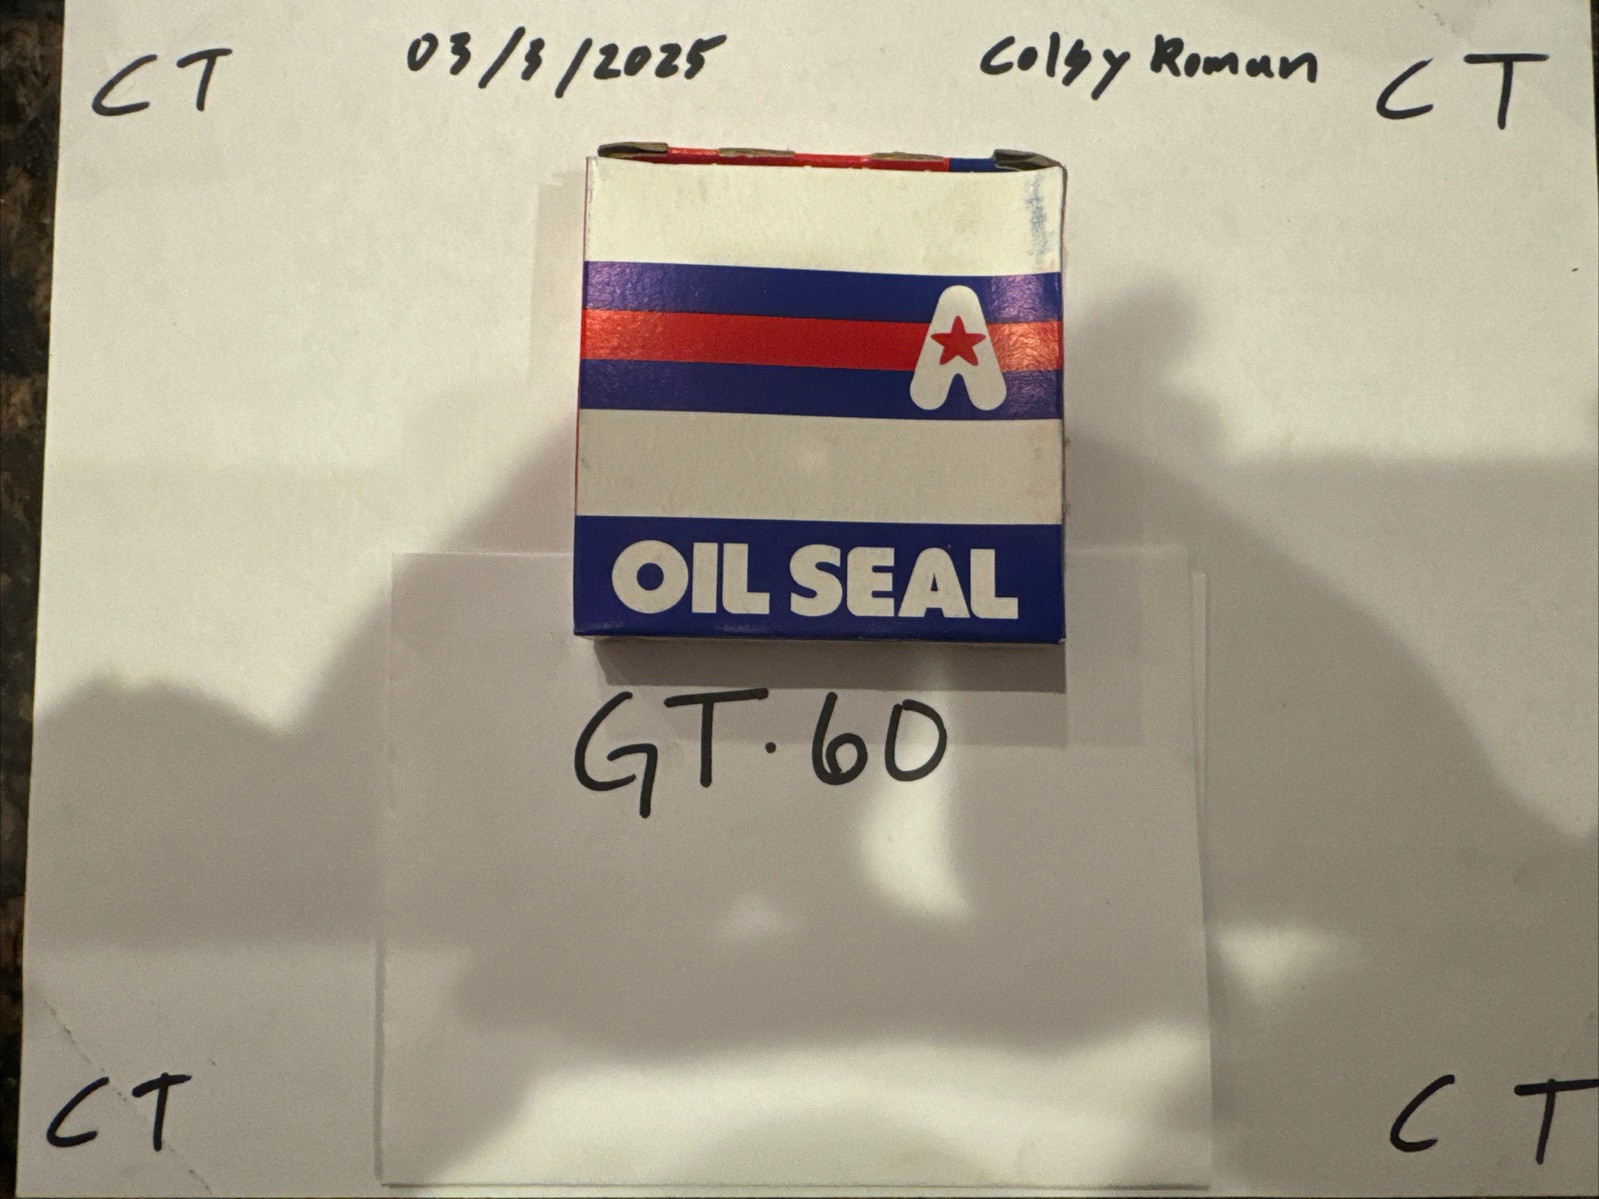 CT 03/3/2025 Colby Roman CT
A
OIL SEAL
GT.60
CT CT